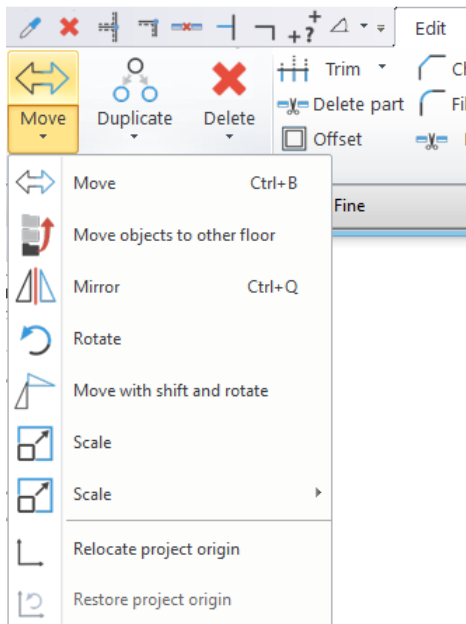 Edit
Move
Duplicate
Delete
Trim
Delete part
Offset
Fine
Move Ctrl+B
Move objects to other floor
Mirror Ctrl+Q
Rotate
Move with shift and rotate
Scale
Scale
Relocate project origin
Restore project origin